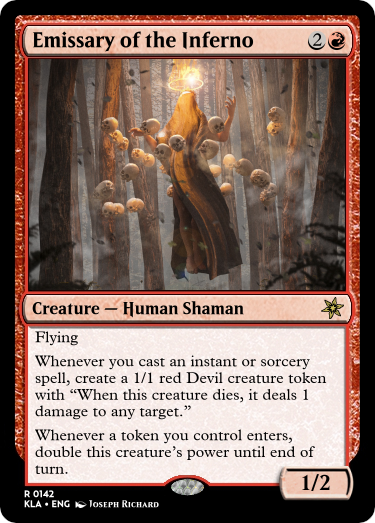 Emissary of the Inferno 2
Creature — Human Shaman
Flying
Whenever you cast an instant or sorcery
spell, create a 1/1 red Devil creature token
with “When this creature dies, it deals 1
damage to any target.”
Whenever a token you control enters,
double this creature's power until end of
turn.
1/2
R 0142
KLA • ENG Joseph Richard